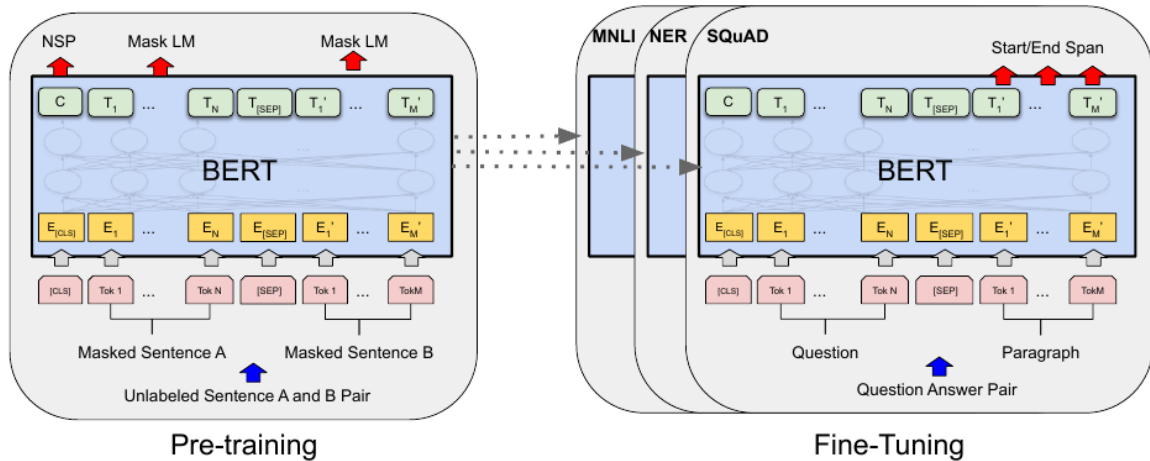 NSP Mask LM Mask LM
C T1 ... TN T[SEP] T1' ... TM'
BERT
E[CLS] E1 ... EN E[SEP] E1' ... EM'
[CLS] Tok 1 ... Tok N [SEP] Tok 1 ... TokM
Masked Sentence A Masked Sentence B
Unlabeled Sentence A and B Pair
Pre-training
MNLI NER SQuAD
Start/End Span
C T1 ... TN T[SEP] T1' ... TM'
BERT
E[CLS] E1 ... EN E[SEP] E1' ... EM'
[CLS] Tok 1 ... Tok N [SEP] Tok 1 ... TokM
Question Paragraph
Question Answer Pair
Fine-Tuning